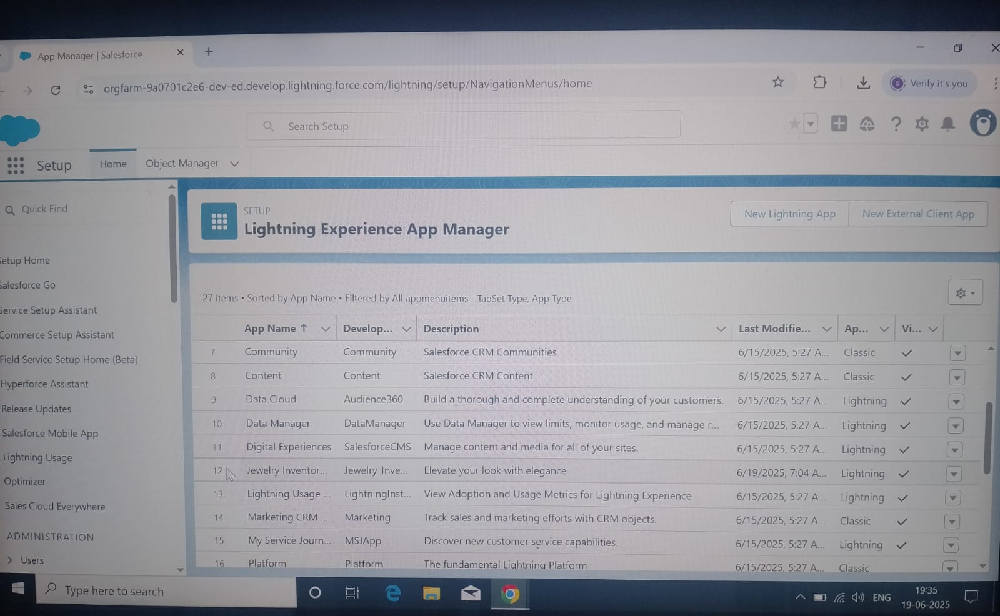 App Manager | Salesforce
orgfarm-9a0701c2e6-dev-ed.develop.lightning.force.com/lightning/setup/NavigationMenus/home
S Verify it's you
Search Setup
Setup Home Object Manager
Quick Find
Setup Home
Salesforce Go
Service Setup Assistant
Commerce Setup Assistant
Field Service Setup Home (Beta)
Hyperforce Assistant
Release Updates
Salesforce Mobile App
Lightning Usage
Optimizer
Sales Cloud Everywhere
ADMINISTRATION
Users
SETUP
Lightning Experience App Manager
New Lightning App New External Client App
27 items • Sorted by App Name • Filtered by All appmenuitems - TabSet Type, App Type
App Name ↑ Develop... Description Last Modifie... Ap... Vi...
7 Community Community Salesforce CRM Communities 6/15/2025, 5:27 A... Classic
8 Content Content Salesforce CRM Content 6/15/2025, 5:27 A... Classic
9 Data Cloud Audience360 Build a thorough and complete understanding of your customers. 6/15/2025, 5:27 A... Lightning
10 Data Manager DataManager Use Data Manager to view limits, monitor usage, and manage r... 6/15/2025, 5:27 A... Lightning
11 Digital Experiences SalesforceCMS Manage content and media for all of your sites. 6/15/2025, 5:27 A... Lightning
12 Jewelry Inventor... Jewelry_Inve... Elevate your look with elegance 6/19/2025, 7:04 A... Lightning
13 Lightning Usage ... LightningInst... View Adoption and Usage Metrics for Lightning Experience 6/15/2025, 5:27 A... Lightning
14 Marketing CRM ... Marketing Track sales and marketing efforts with CRM objects. 6/15/2025, 5:27 A... Classic
15 My Service Journ... MSJApp Discover new customer service capabilities. 6/15/2025, 5:27 A... Lightning
16 Platform Platform The fundamental Lightning Platform 6/15/2025, 5:27 A... Classic
Type here to search
ENG
19:35
19-06-2025